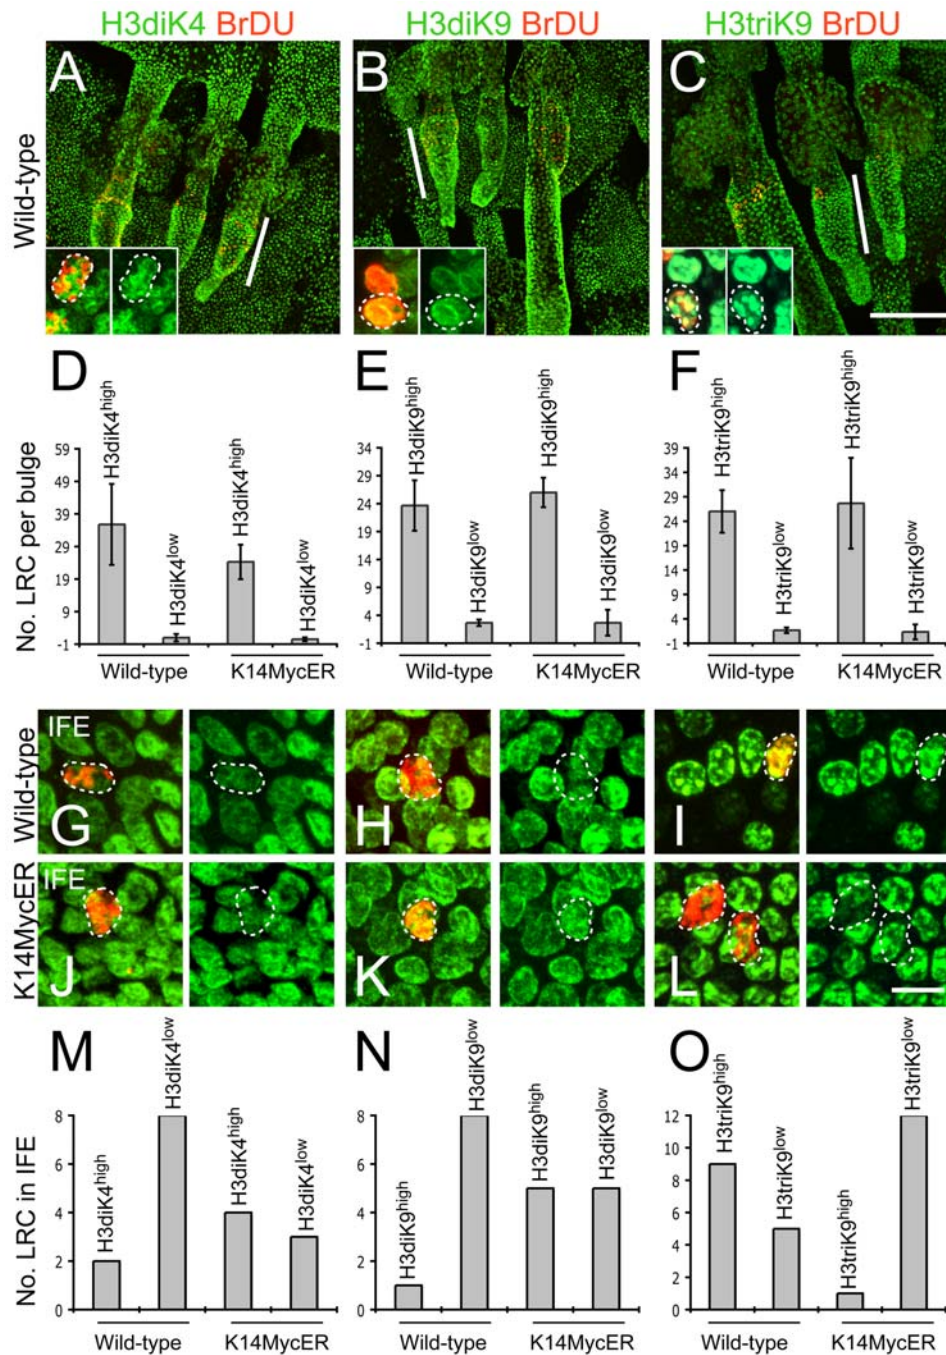 H3diK4 BrDU
H3diK9 BrDU
H3triK9 BrDU
Wild-type
A
B
C
D
E
F
No. LRC per bulge
59
49
39
29
19
9
-1
H3diK4high
H3diK4low
H3diK4high
H3diK4low
Wild-type
K14MycER
34
29
24
19
14
9
4
-1
H3diK9high
H3diK9low
H3diK9high
H3diK9low
Wild-type
K14MycER
39
34
29
24
19
14
9
4
-1
H3triK9high
H3triK9low
H3triK9high
H3triK9low
Wild-type
K14MycER
Wild-type
IFE
G
H
I
K14MycER
IFE
J
K
L
M
N
O
No. LRC in IFE
8
6
4
2
0
H3diK4high
H3diK4low
H3diK4high
H3diK4low
Wild-type
K14MycER
8
6
4
2
0
H3diK9high
H3diK9low
H3diK9high
H3diK9low
Wild-type
K14MycER
12
10
8
6
4
2
0
H3triK9high
H3triK9low
H3triK9high
H3triK9low
Wild-type
K14MycER